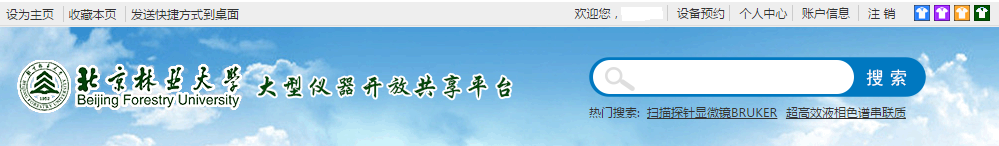 设为主页 收藏本页 发送快捷方式到桌面 欢迎您， 设备预约 个人中心 账户信息 注 销
北京林业大学 大型仪器开放共享平台
Beijing Forestry University
搜 索
热门搜索: 扫描探针显微镜BRUKER 超高效液相色谱串联质